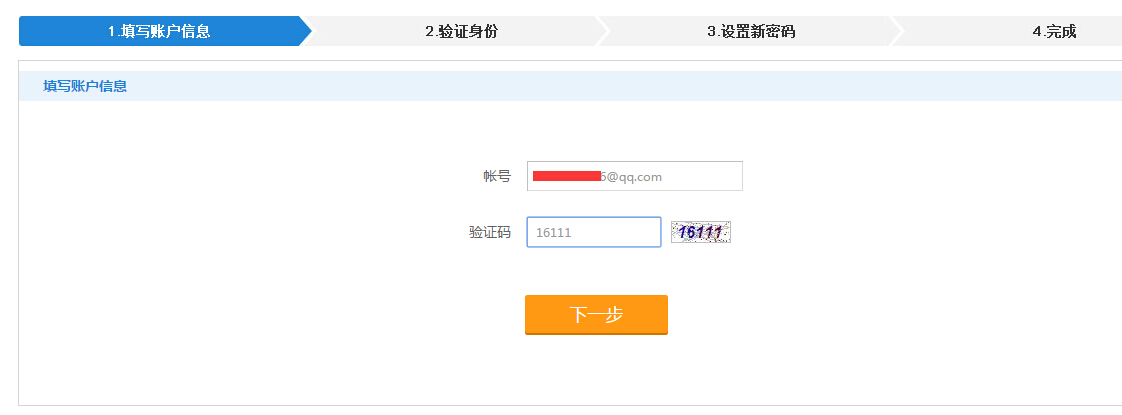 1.填写账户信息 2.验证身份 3.设置新密码 4.完成
填写账户信息
帐号 6@qq.com
验证码 16111 16111
下一步